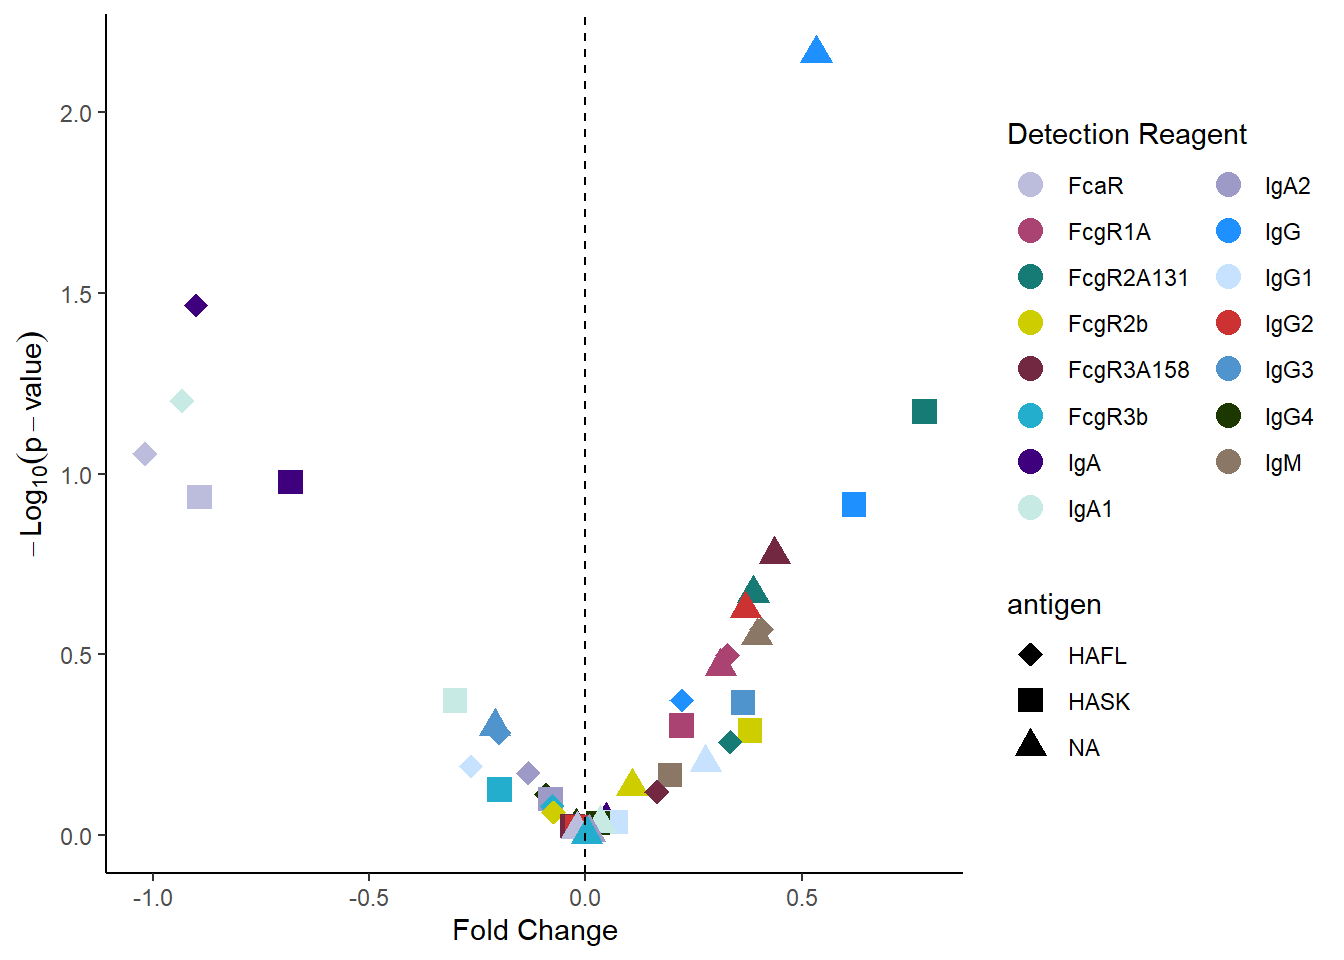 2.0
1.5
1.0
0.5
0.0
−Log10(p−value)
-1.0
-0.5
0.0
0.5
Fold Change
Detection Reagent
FcaR
FcgR1A
FcgR2A131
FcgR2b
FcgR3A158
FcgR3b
IgA
IgA1
IgA2
IgG
IgG1
IgG2
IgG3
IgG4
IgM
antigen
HAFL
HASK
NA